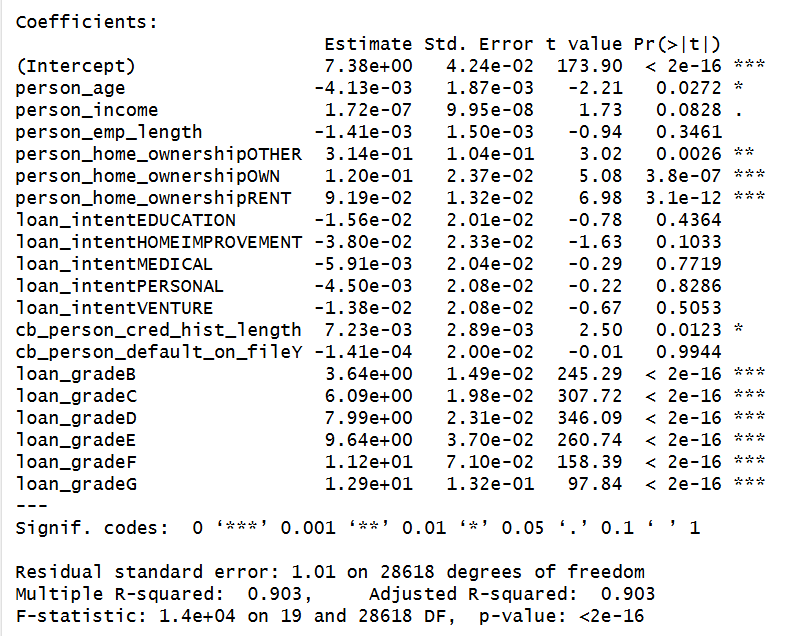 Coefficients:
                            Estimate Std. Error t value Pr(>|t|)
(Intercept)                 7.38e+00   4.24e-02  173.90  < 2e-16 ***
person_age                 -4.13e-03   1.87e-03   -2.21   0.0272 *
person_income               1.72e-07   9.95e-08    1.73   0.0828 .
person_emp_length          -1.41e-03   1.50e-03   -0.94   0.3461
person_home_ownershipOTHER  3.14e-01   1.04e-01    3.02   0.0026 **
person_home_ownershipOWN    1.20e-01   2.37e-02    5.08  3.8e-07 ***
person_home_ownershipRENT   9.19e-02   1.32e-02    6.98  3.1e-12 ***
loan_intentEDUCATION       -1.56e-02   2.01e-02   -0.78   0.4364
loan_intentHOMEIMPROVEMENT -3.80e-02   2.33e-02   -1.63   0.1033
loan_intentMEDICAL         -5.91e-03   2.04e-02   -0.29   0.7719
loan_intentPERSONAL        -4.50e-03   2.08e-02   -0.22   0.8286
loan_intentVENTURE         -1.38e-02   2.08e-02   -0.67   0.5053
cb_person_cred_hist_length  7.23e-03   2.89e-03    2.50   0.0123 *
cb_person_default_on_fileY -1.41e-04   2.00e-02   -0.01   0.9944
loan_gradeB                 3.64e+00   1.49e-02  245.29  < 2e-16 ***
loan_gradeC                 6.09e+00   1.98e-02  307.72  < 2e-16 ***
loan_gradeD                 7.99e+00   2.31e-02  346.09  < 2e-16 ***
loan_gradeE                 9.64e+00   3.70e-02  260.74  < 2e-16 ***
loan_gradeF                 1.12e+01   7.10e-02  158.39  < 2e-16 ***
loan_gradeG                 1.29e+01   1.32e-01   97.84  < 2e-16 ***
---
Signif. codes:  0 ‘***’ 0.001 ‘**’ 0.01 ‘*’ 0.05 ‘.’ 0.1 ‘ ’ 1
Residual standard error: 1.01 on 28618 degrees of freedom
Multiple R-squared:  0.903,	Adjusted R-squared:  0.903
F-statistic: 1.4e+04 on 19 and 28618 DF,  p-value: <2e-16